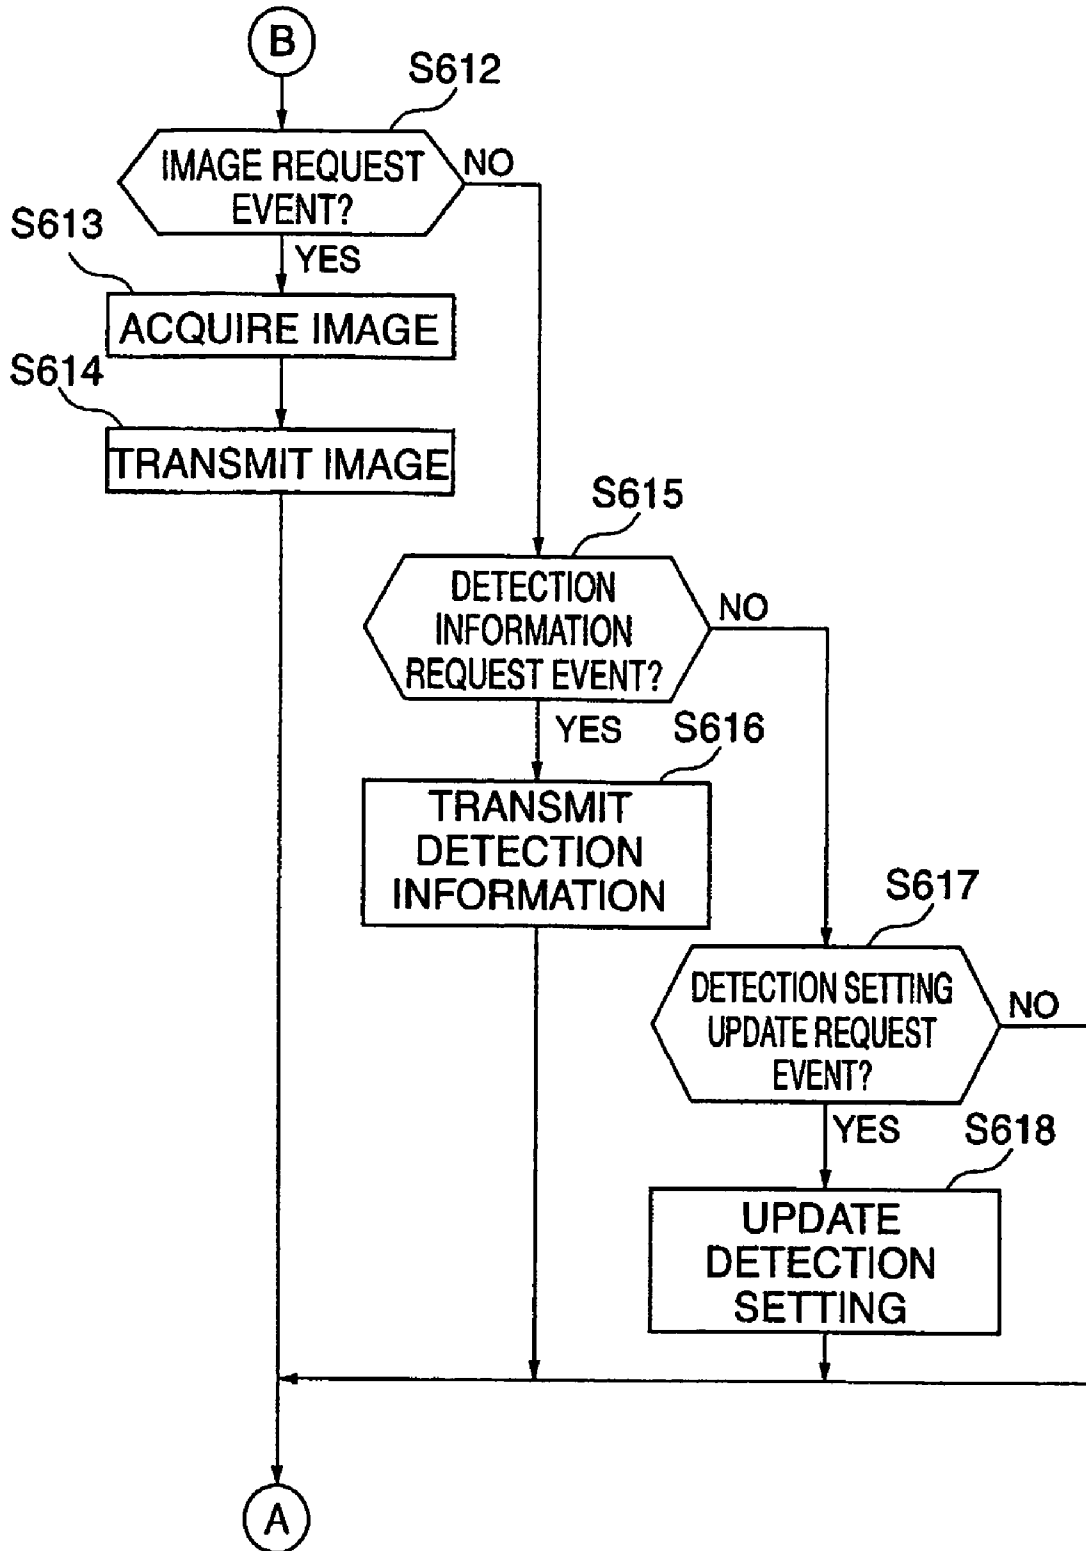 B
S612
IMAGE REQUEST
EVENT?
NO
S613
YES
ACQUIRE IMAGE
S614
TRANSMIT IMAGE
S615
DETECTION
INFORMATION
REQUEST EVENT?
NO
YES
S616
TRANSMIT
DETECTION
INFORMATION
S617
DETECTION SETTING
UPDATE REQUEST
EVENT?
NO
YES
S618
UPDATE
DETECTION
SETTING
A